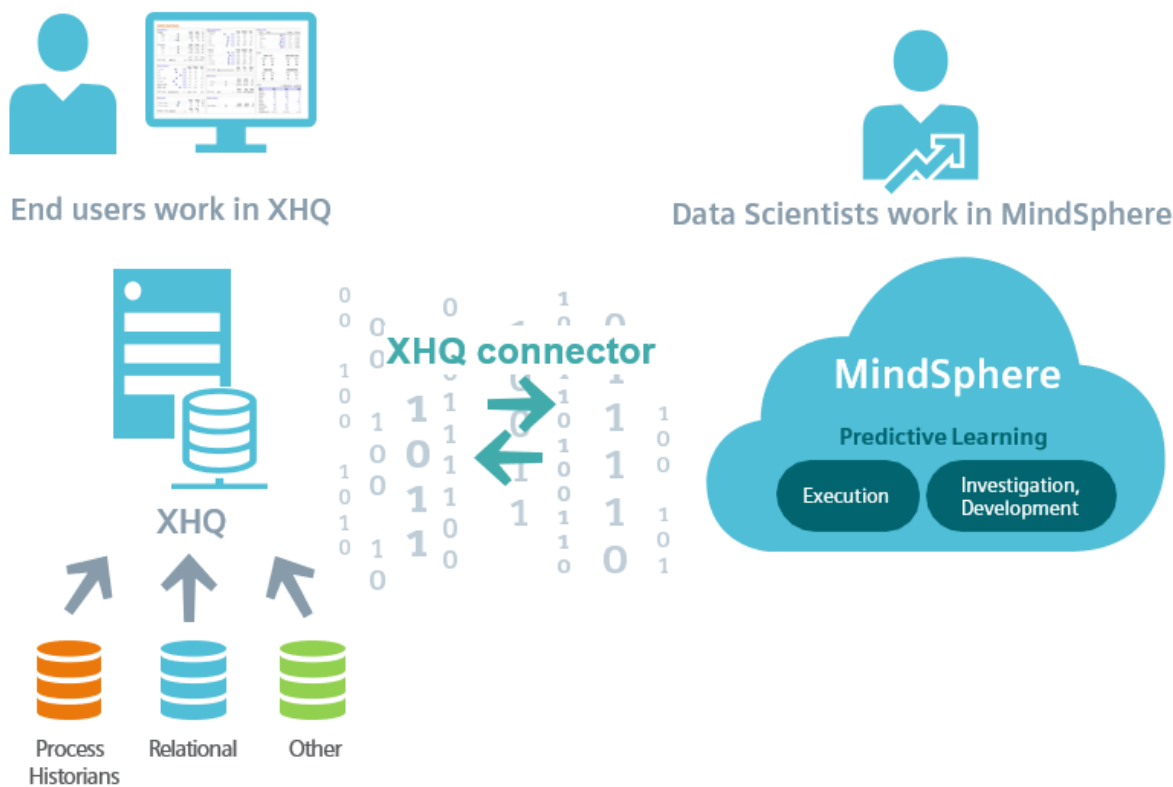 End users work in XHQ
Data Scientists work in MindSphere
XHQ connector
MindSphere
Predictive Learning
Execution
Investigation,
Development
XHQ
Process
Historians
Relational
Other